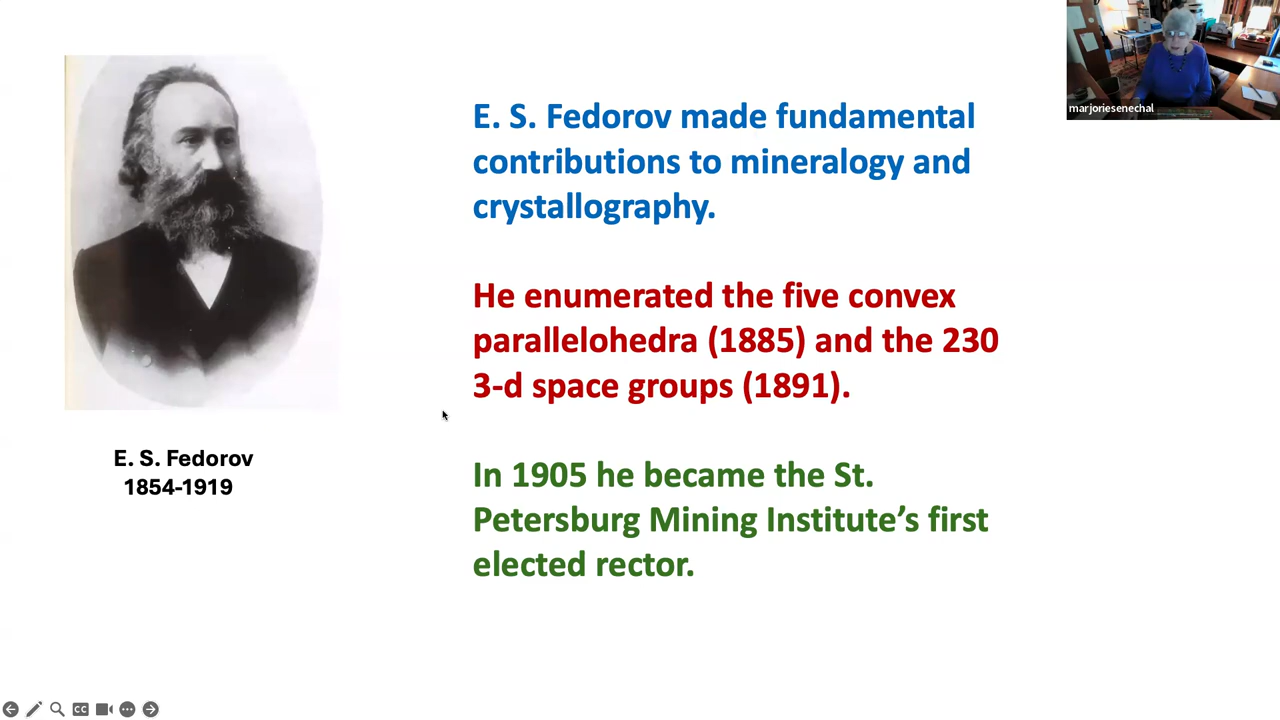 marjoriesenechal
E. S. Fedorov made fundamental
contributions to mineralogy and
crystallography.
He enumerated the five convex
parallelohedra (1885) and the 230
3-d space groups (1891).
In 1905 he became the St.
Petersburg Mining Institute’s first
elected rector.
E. S. Fedorov
1854-1919
CC